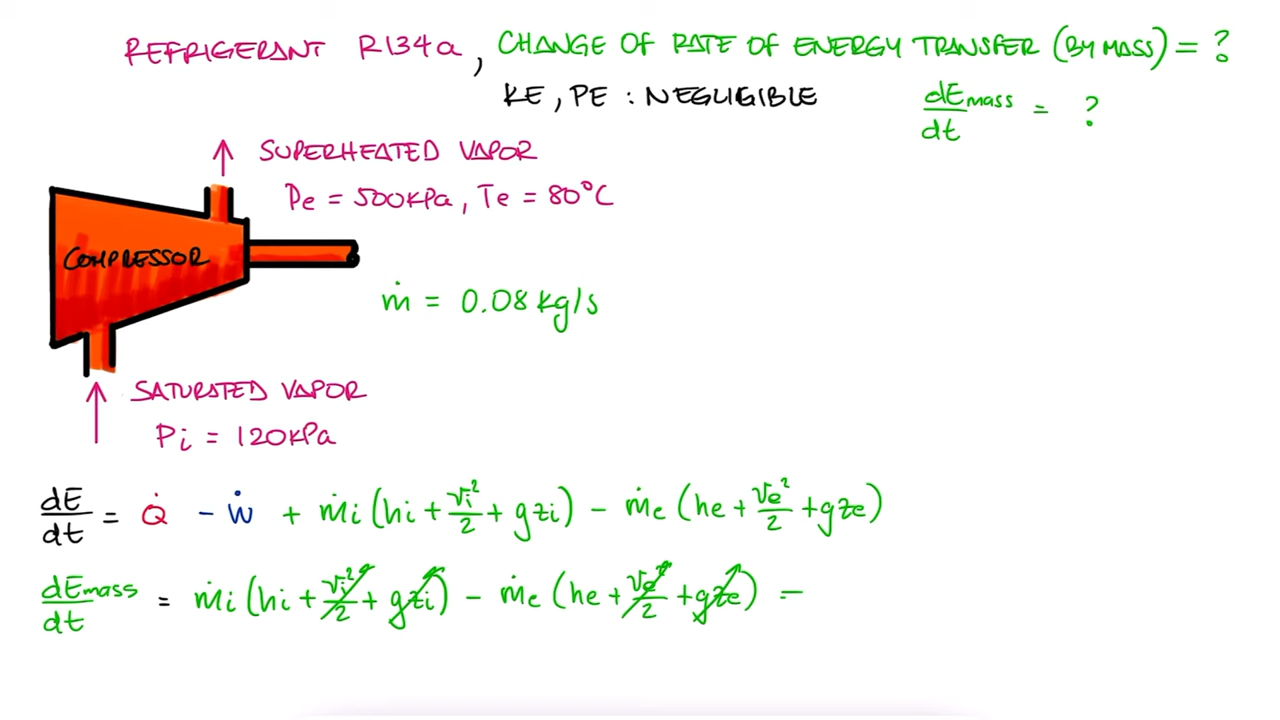 REFRIGERANT R134a, CHANGE OF RATE OF ENERGY TRANSFER (BY MASS) = ?
KE, PE : NEGLIGIBLE
dEmass/dt = ?
SUPERHEATED VAPOR
Pe = 500kPa, Te = 80°C
COMPRESSOR
ṁ = 0.08 kg/s
SATURATED VAPOR
Pi = 120kPa
dE/dt = Q̇ - Ẇ + ṁi (hi + Vi²/2 + gzi) - ṁe (he + Ve²/2 + gze)
dEmass/dt = ṁi (hi + Vi²/2 + gzi) - ṁe (he + Ve²/2 + gze) =